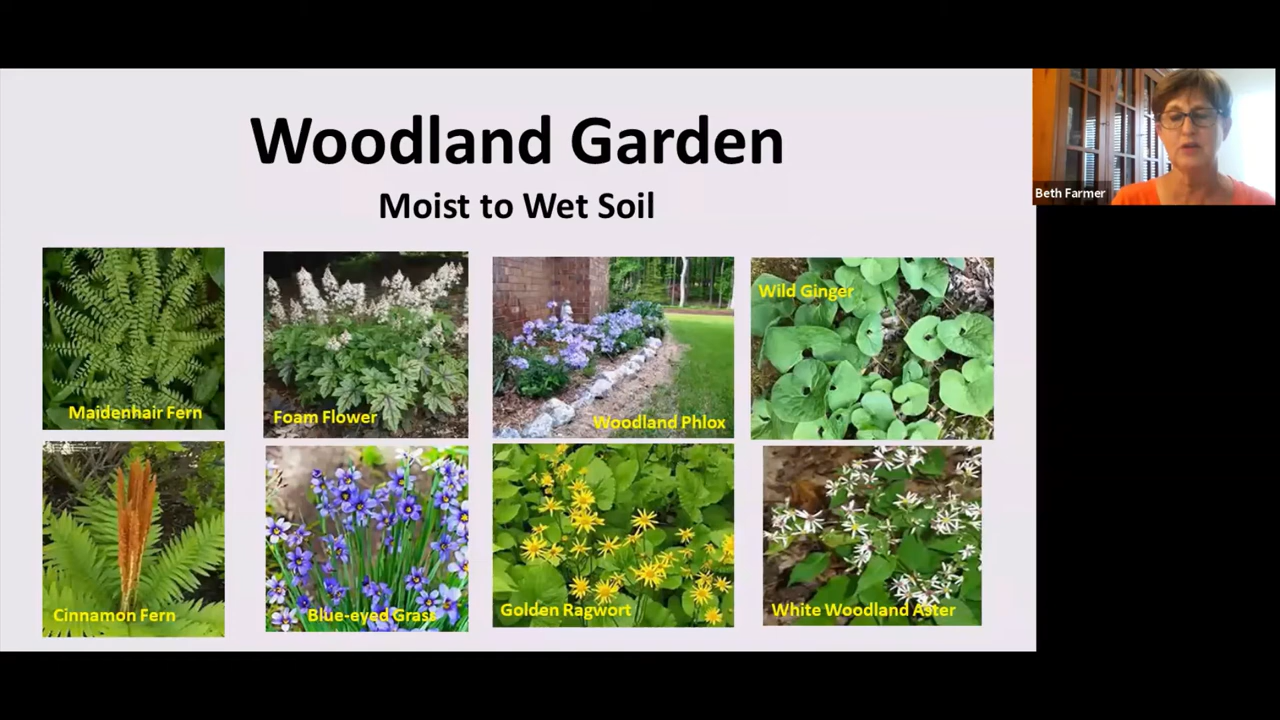 Woodland Garden
Moist to Wet Soil
Beth Farmer
Maidenhair Fern
Foam Flower
Woodland Phlox
Wild Ginger
Cinnamon Fern
Blue-eyed Grass
Golden Ragwort
White Woodland Aster